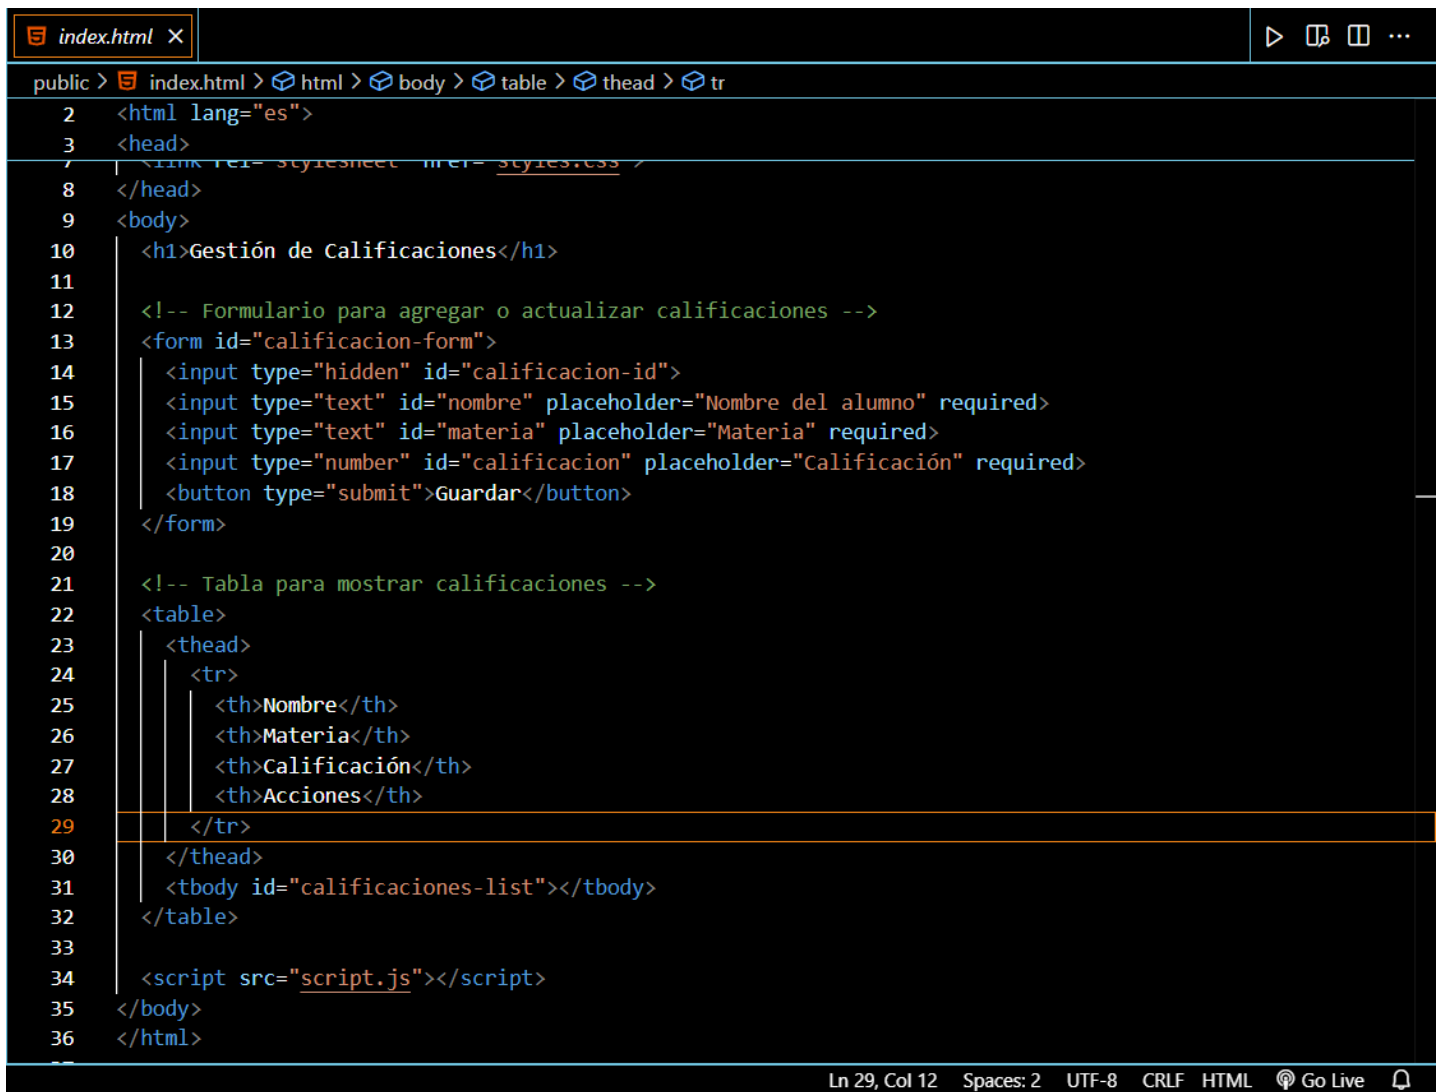 index.html
public > index.html > html > body > table > thead > tr
2 <html lang="es">
3 <head>
7 <link rel="stylesheet" href="styles.css">
8 </head>
9 <body>
10 <h1>Gestión de Calificaciones</h1>
11
12 <!-- Formulario para agregar o actualizar calificaciones -->
13 <form id="calificacion-form">
14 <input type="hidden" id="calificacion-id">
15 <input type="text" id="nombre" placeholder="Nombre del alumno" required>
16 <input type="text" id="materia" placeholder="Materia" required>
17 <input type="number" id="calificacion" placeholder="Calificación" required>
18 <button type="submit">Guardar</button>
19 </form>
20
21 <!-- Tabla para mostrar calificaciones -->
22 <table>
23 <thead>
24 <tr>
25 <th>Nombre</th>
26 <th>Materia</th>
27 <th>Calificación</th>
28 <th>Acciones</th>
29 </tr>
30 </thead>
31 <tbody id="calificaciones-list"></tbody>
32 </table>
33
34 <script src="script.js"></script>
35 </body>
36 </html>
Ln 29, Col 12 Spaces: 2 UTF-8 CRLF HTML Go Live